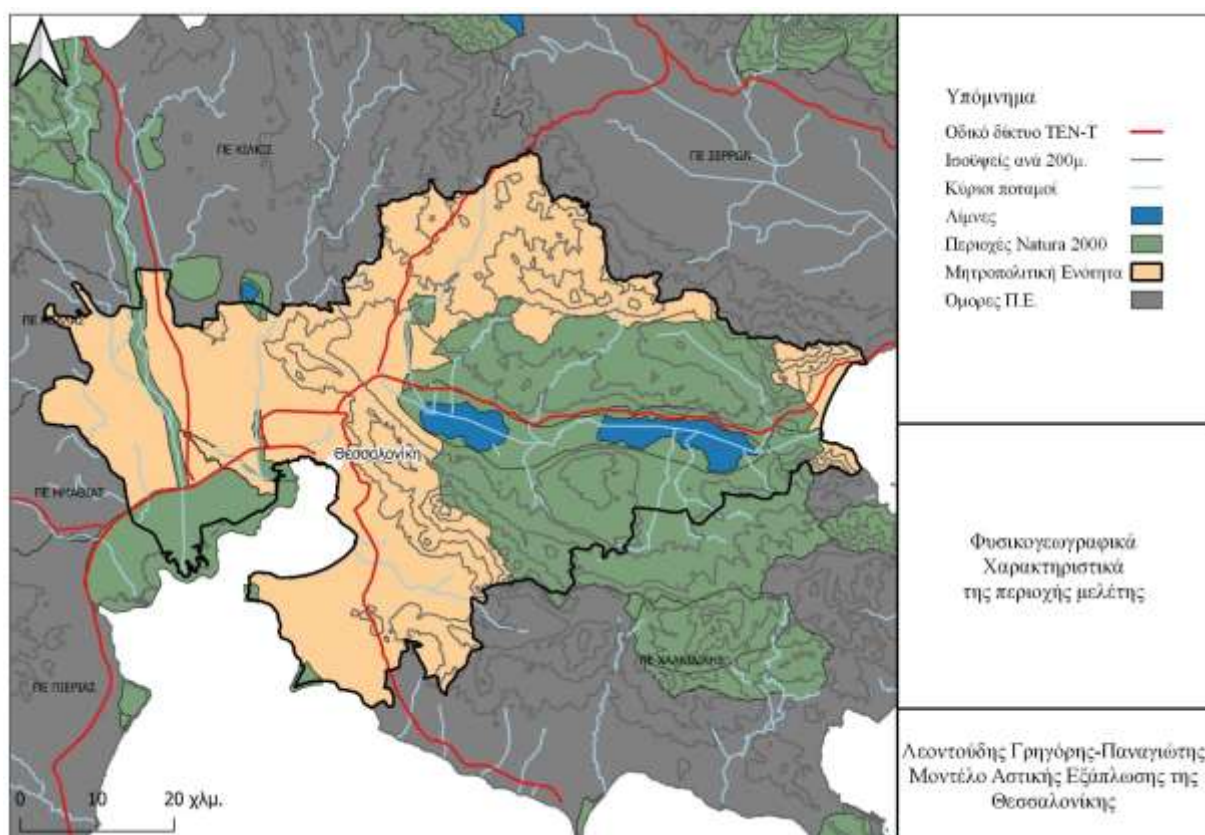 ΠΕ ΚΙΛΚΙΣ
ΠΕ ΣΕΡΡΩΝ
Θεσσαλονίκη
ΠΕ ΗΜΑΘΙΑΣ
ΠΕ ΠΙΕΡΙΑΣ
ΠΕ ΧΑΛΚΙΔΙΚΗΣ
0 10 20 χλμ.
Υπόμνημα
Οδικό δίκτυο TEN-T
Ισοϋψείς ανά 200μ.
Κύριοι ποταμοί
Λίμνες
Περιοχές Natura 2000
Μητροπολιτική Ενότητα
Όμορες Π.Ε.
Φυσικογεωγραφικά
Χαρακτηριστικά
της περιοχής μελέτης
Λεοντούδης Γρηγόρης-Παναγιώτης
Μοντέλο Αστικής Εξάπλωσης της
Θεσσαλονίκης